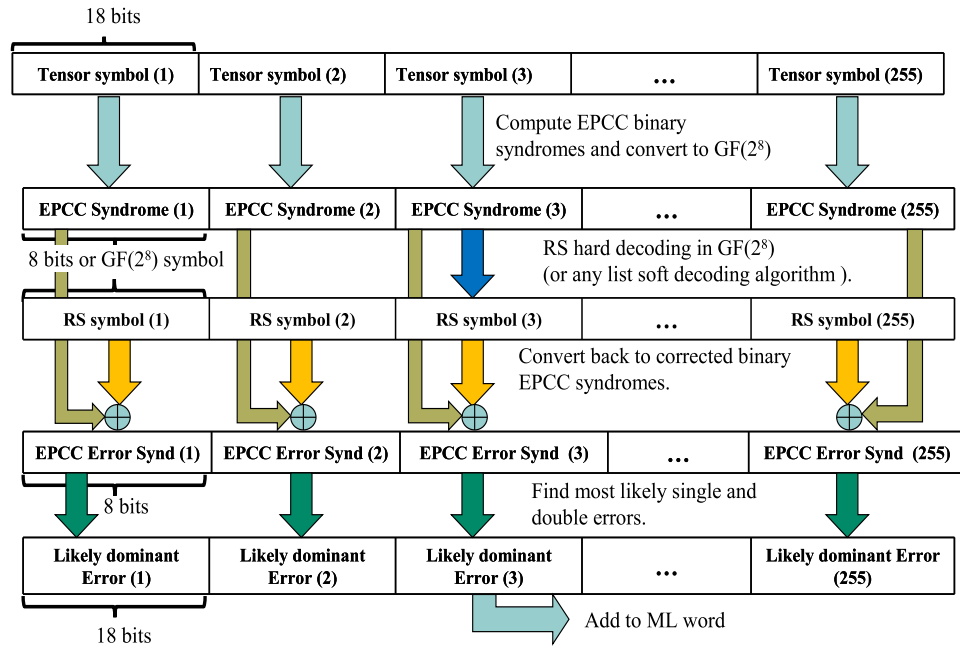 18 bits
Tensor symbol (1) Tensor symbol (2) Tensor symbol (3) ... Tensor symbol (255)
Compute EPCC binary
syndromes and convert to GF(2⁸)
EPCC Syndrome (1) EPCC Syndrome (2) EPCC Syndrome (3) ... EPCC Syndrome (255)
8 bits or GF(2⁸) symbol
RS hard decoding in GF(2⁸)
(or any list soft decoding algorithm ).
RS symbol (1) RS symbol (2) RS symbol (3) ... RS symbol (255)
Convert back to corrected binary
EPCC syndromes.
EPCC Error Synd (1) EPCC Error Synd (2) EPCC Error Synd (3) ... EPCC Error Synd (255)
8 bits
Find most likely single and
double errors.
Likely dominant Error (1) Likely dominant Error (2) Likely dominant Error (3) ... Likely dominant Error (255)
18 bits
Add to ML word